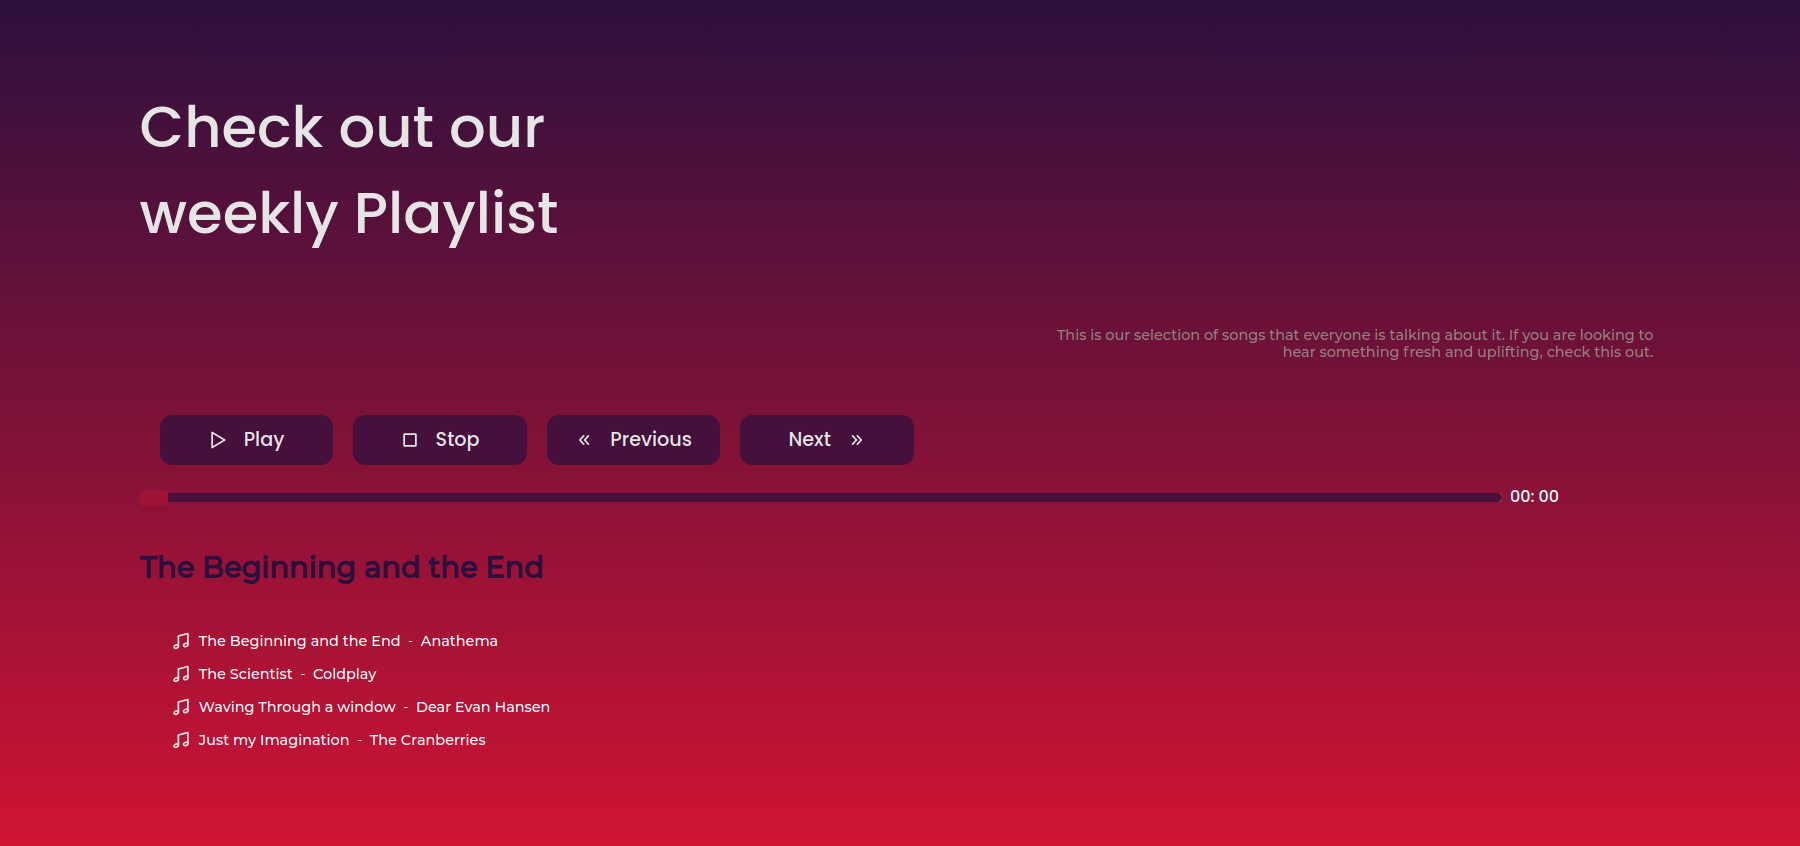 Check out our
weekly Playlist
This is our selection of songs that everyone is talking about it. If you are looking to
hear something fresh and uplifting, check this out.
Play
Stop
Previous
Next
00: 00
The Beginning and the End
The Beginning and the End - Anathema
The Scientist - Coldplay
Waving Through a window - Dear Evan Hansen
Just my Imagination - The Cranberries